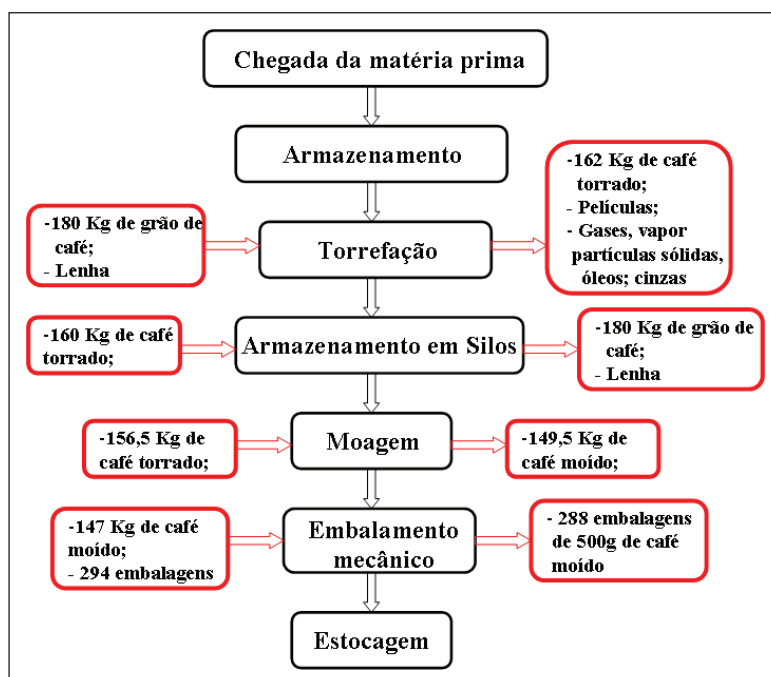 Chegada da matéria prima
Armazenamento
-180 Kg de grão de
café;
- Lenha
Torrefação
-162 Kg de café
torrado;
- Películas;
- Gases, vapor
partículas sólidas,
óleos; cinzas
-160 Kg de café
torrado;
Armazenamento em Silos
-180 Kg de grão de
café;
- Lenha
-156,5 Kg de
café torrado;
Moagem
-149,5 Kg de
café moído;
-147 Kg de café
moído;
- 294 embalagens
Embalamento
mecânico
- 288 embalagens
de 500g de café
moído
Estocagem